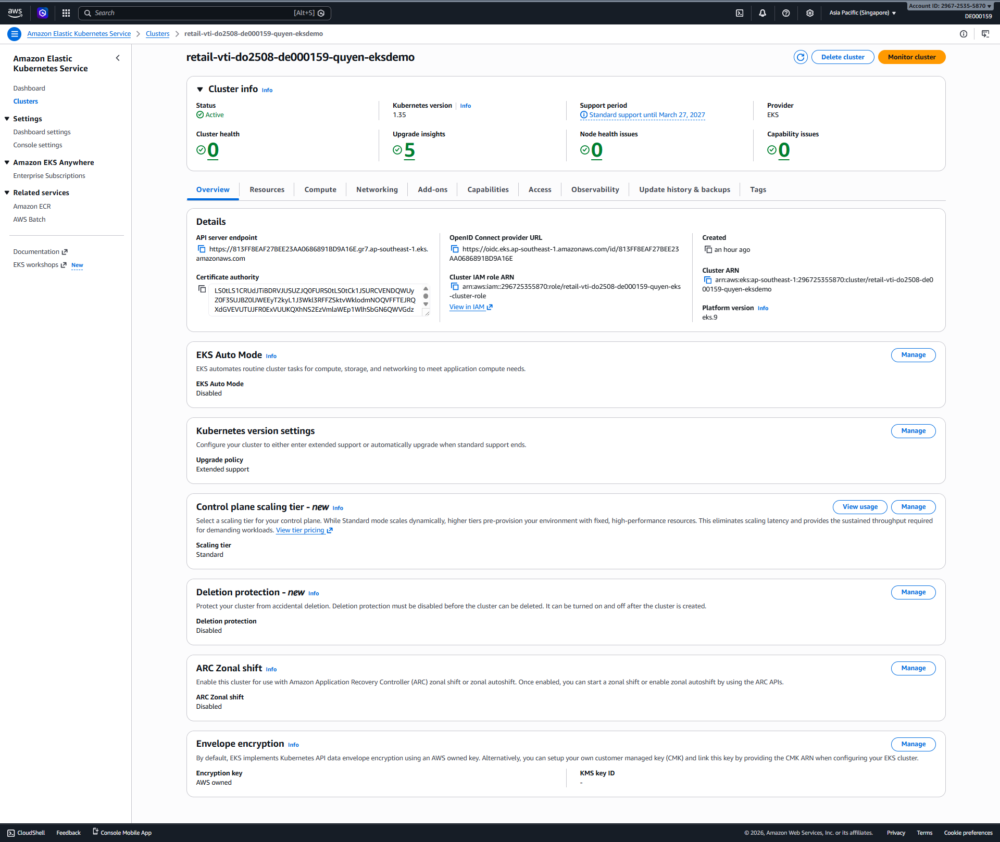 aws
Search
[Alt+S]
Asia Pacific (Singapore)
Account ID: 2967-2535-5870
DE000159
Amazon Elastic Kubernetes Service
Clusters
retail-vti-do2508-de000159-quyen-eksdemo
Amazon Elastic
Kubernetes Service
Dashboard
Clusters
Settings
Dashboard settings
Console settings
Amazon EKS Anywhere
Enterprise Subscriptions
Related services
Amazon ECR
AWS Batch
Documentation
EKS workshops New
retail-vti-do2508-de000159-quyen-eksdemo
Delete cluster
Monitor cluster
Cluster info Info
Status
Active
Kubernetes version Info
1.35
Support period
Standard support until March 27, 2027
Provider
EKS
Cluster health
0
Upgrade insights
5
Node health issues
0
Capability issues
0
Overview
Resources
Compute
Networking
Add-ons
Capabilities
Access
Observability
Update history & backups
Tags
Details
API server endpoint
https://813FF8EAF27BEE23AA0686891BD9A16E.gr7.ap-southeast-1.eks.
amazonaws.com
Certificate authority
LS0tLS1CRUdJTiBDRVJUSUZJQ0FURS0tLS0tCk1JSURCVENDQWUy
Z0F3SUJBZ0lJWEEyT2kyL1J3Wkl3RFFZSktvWklodmNOQVFFTEJRQ
XdGVEVUTUJFR0ExVUUKQXhNS2EzVmlaWEp1WlhSbGN6QWVGdz
OpenID Connect provider URL
https://oidc.eks.ap-southeast-1.amazonaws.com/id/813FF8EAF27BEE23
AA0686891BD9A16E
Cluster IAM role ARN
arn:aws:iam::296725355870:role/retail-vti-do2508-de000159-quyen-eks
-cluster-role
View in IAM
Created
an hour ago
Cluster ARN
arn:aws:eks:ap-southeast-1:296725355870:cluster/retail-vti-do2508-de0
00159-quyen-eksdemo
Platform version Info
eks.9
EKS Auto Mode Info
Manage
EKS automates routine cluster tasks for compute, storage, and networking to meet application compute needs.
EKS Auto Mode
Disabled
Kubernetes version settings
Manage
Configure your cluster to either enter extended support or automatically upgrade when standard support ends.
Upgrade policy
Extended support
Control plane scaling tier - new Info
View usage
Manage
Select a scaling tier for your control plane. While Standard mode scales dynamically, higher tiers pre-provision your environment with fixed, high-performance resources. This eliminates scaling latency and provides the sustained throughput required
for demanding workloads. View tier pricing
Scaling tier
Standard
Deletion protection - new Info
Manage
Protect your cluster from accidental deletion. Deletion protection must be disabled before the cluster can be deleted. It can be turned on and off after the cluster is created.
Deletion protection
Disabled
ARC Zonal shift Info
Manage
Enable this cluster for use with Amazon Application Recovery Controller (ARC) zonal shift or zonal autoshift. Once enabled, you can start a zonal shift or enable zonal autoshift by using the ARC APIs.
ARC Zonal shift
Disabled
Envelope encryption Info
Manage
By default, EKS implements Kubernetes API data envelope encryption using an AWS owned key. Alternatively, you can setup your own customer managed key (CMK) and link this key by providing the CMK ARN when configuring your EKS cluster.
Encryption key
AWS owned
KMS key ID
-
CloudShell
Feedback
Console Mobile App
© 2026, Amazon Web Services, Inc. or its affiliates.
Privacy
Terms
Cookie preferences